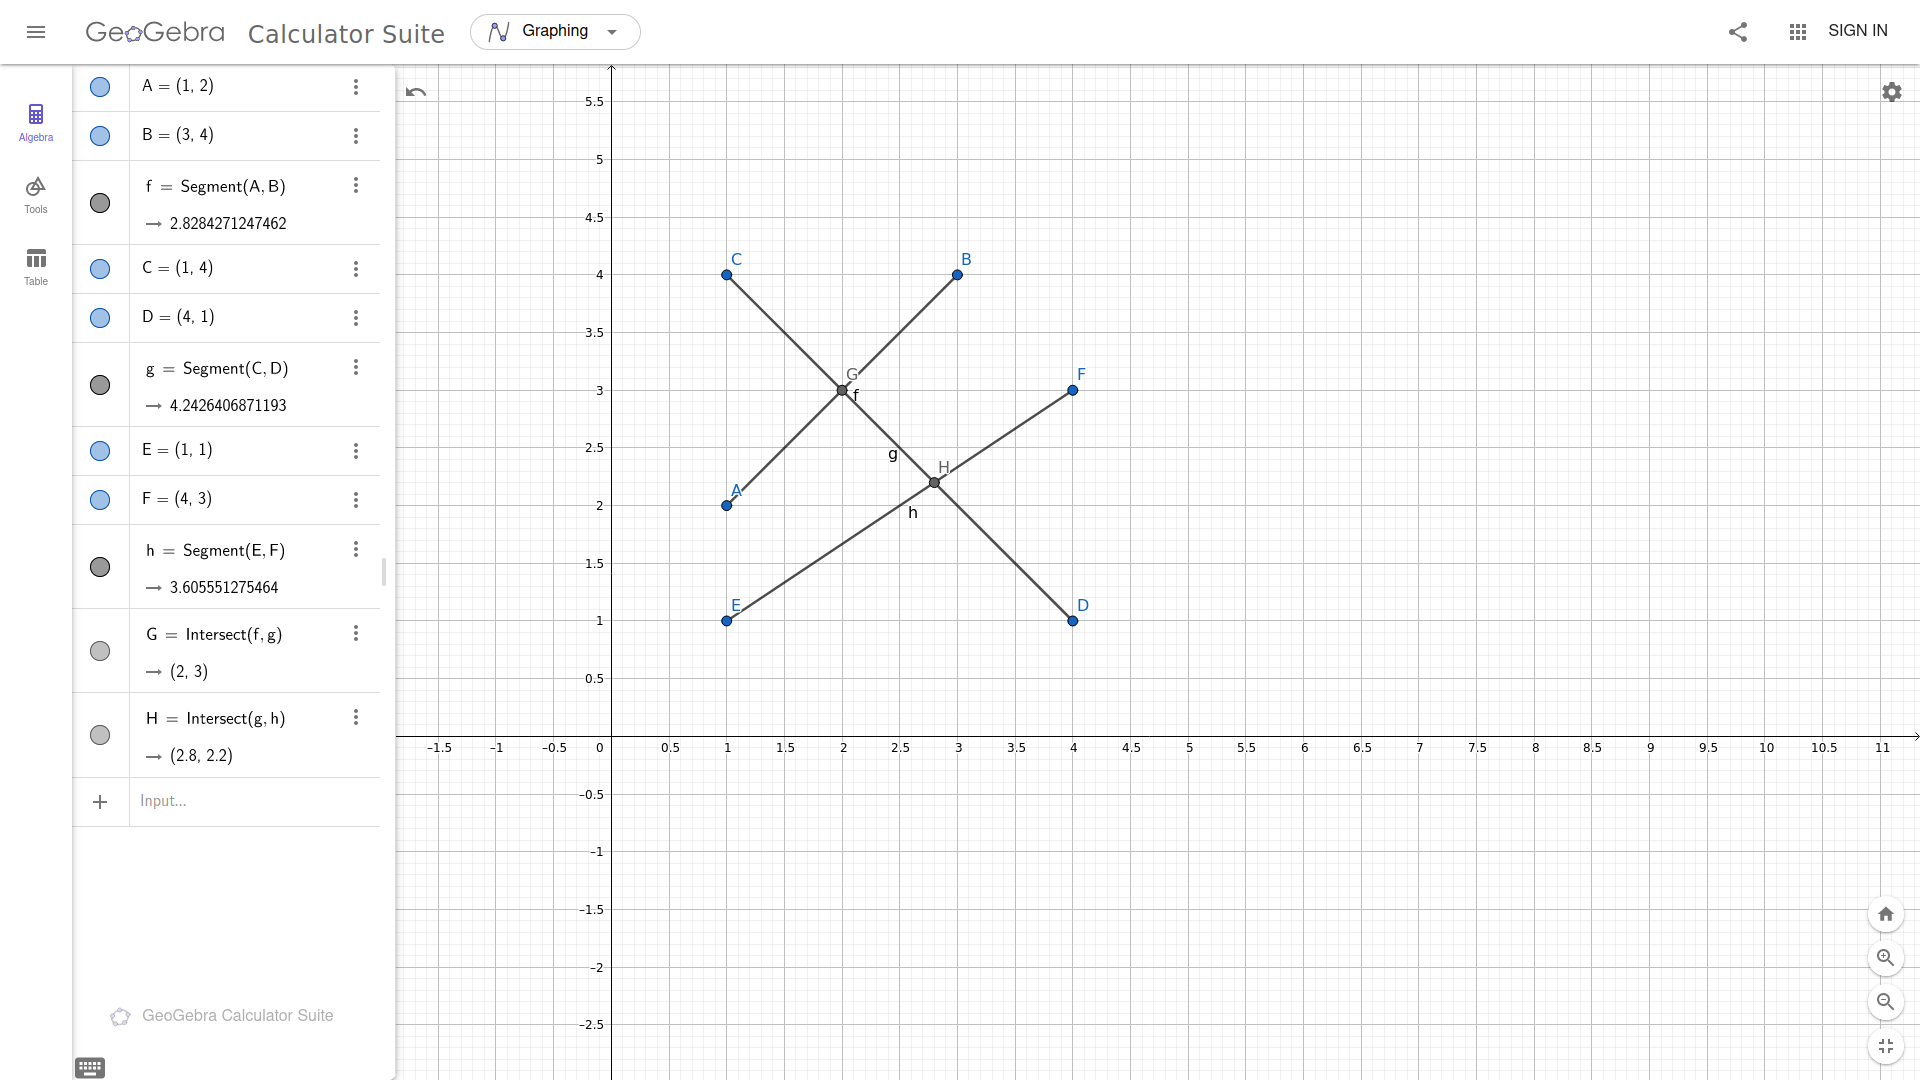 GeoGebra Calculator Suite Graphing SIGN IN
Algebra
Tools
Table
A = (1, 2)
B = (3, 4)
f = Segment(A, B)
→ 2.8284271247462
C = (1, 4)
D = (4, 1)
g = Segment(C, D)
→ 4.2426406871193
E = (1, 1)
F = (4, 3)
h = Segment(E, F)
→ 3.605551275464
G = Intersect(f, g)
→ (2, 3)
H = Intersect(g, h)
→ (2.8, 2.2)
+ Input...
GeoGebra Calculator Suite
5.5
5
4.5
4
3.5
3
2.5
2
1.5
1
0.5
–1.5 –1 –0.5 0 0.5 1 1.5 2 2.5 3 3.5 4 4.5 5 5.5 6 6.5 7 7.5 8 8.5 9 9.5 10 10.5 11
–0.5
–1
–1.5
–2
–2.5
C B
G F
f
g H
A
h
E D